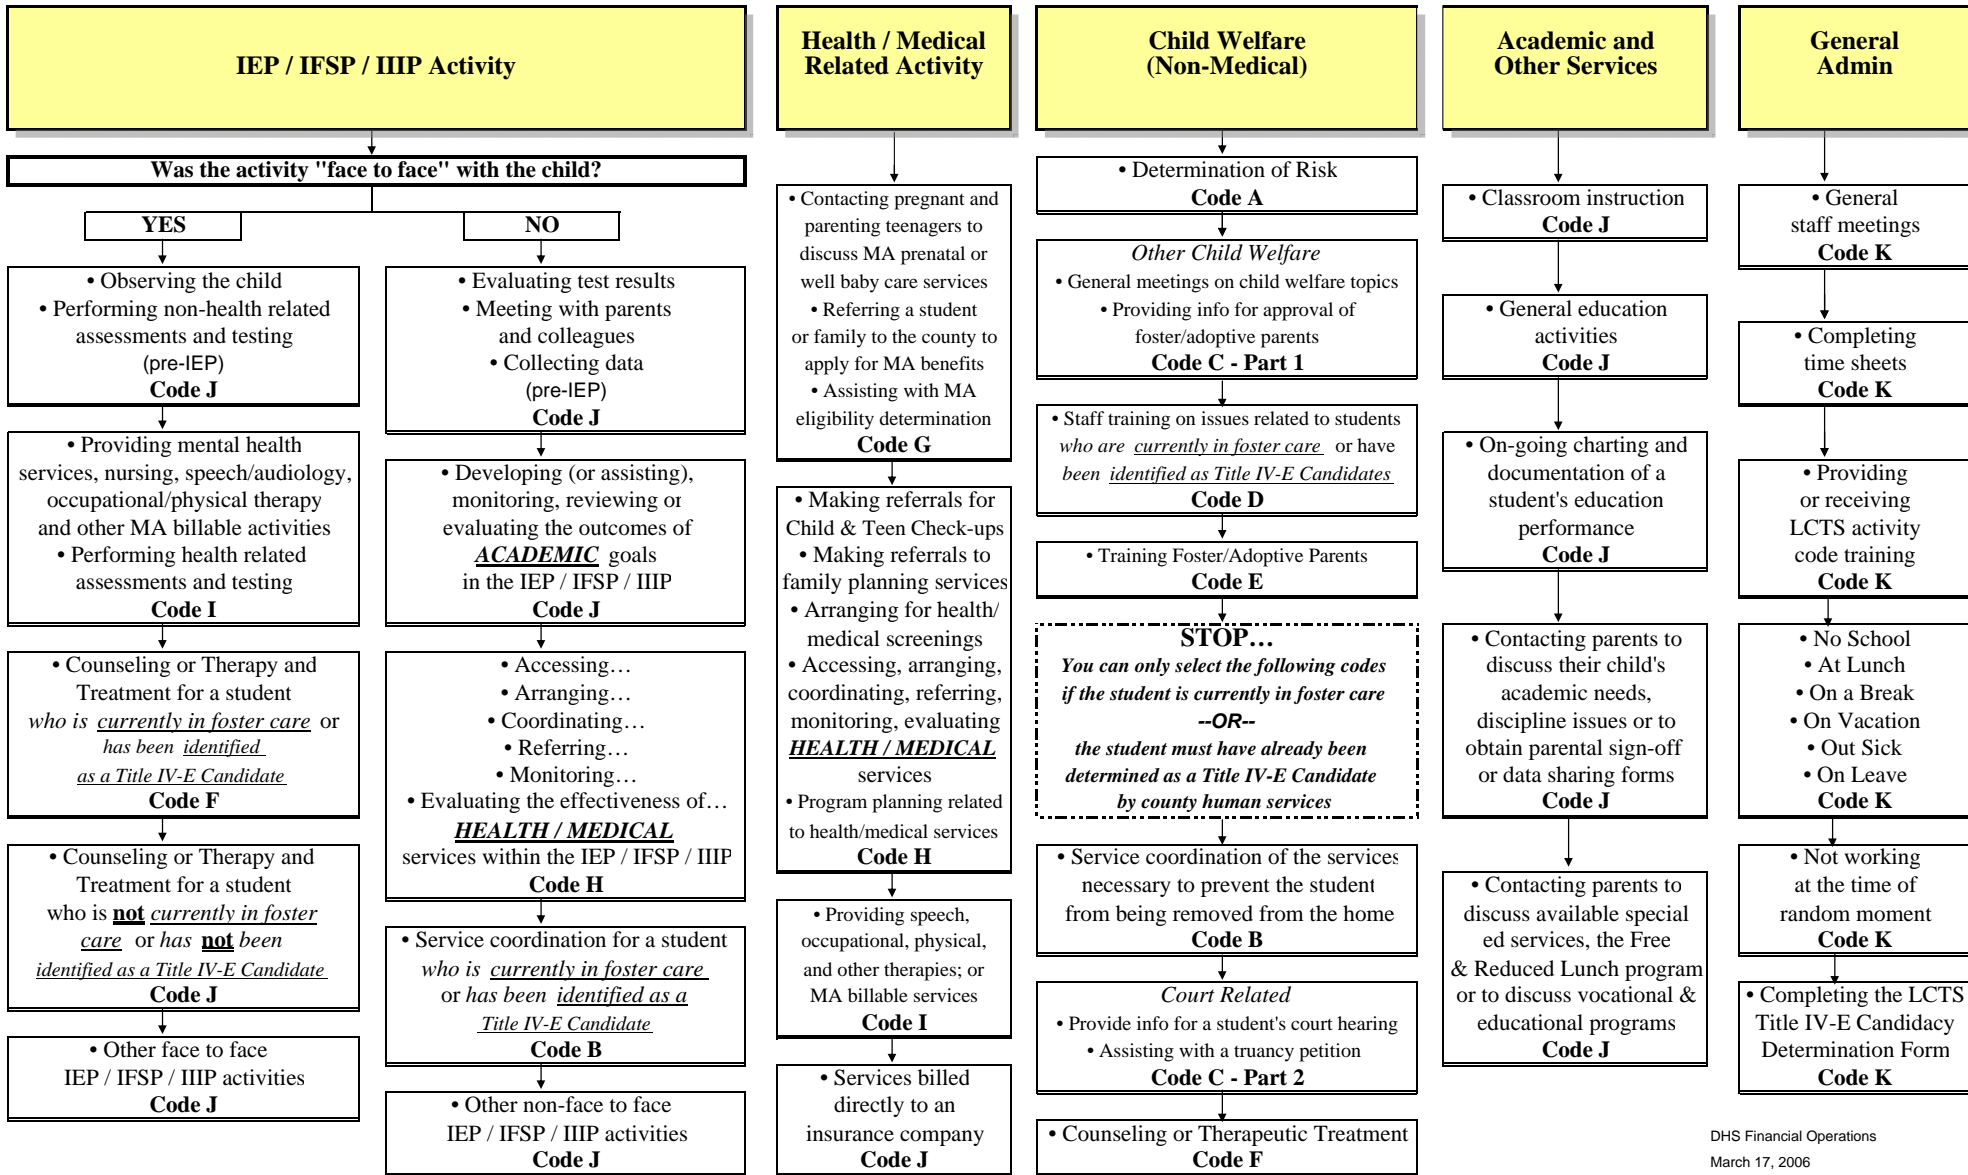 IEP / IFSP / IIIP Activity
Was the activity "face to face" with the child?
YES
• Observing the child
• Performing non-health related
assessments and testing
(pre-IEP)
Code J
• Providing mental health
services, nursing, speech/audiology,
occupational/physical therapy
and other MA billable activities
• Performing health related
assessments and testing
Code I
• Counseling or Therapy and
Treatment for a student
who is currently in foster care or
has been identified
as a Title IV-E Candidate
Code F
• Counseling or Therapy and
Treatment for a student
who is not currently in foster
care or has not been
identified as a Title IV-E Candidate
Code J
• Other face to face
IEP / IFSP / IIIP activities
Code J
NO
• Evaluating test results
• Meeting with parents
and colleagues
• Collecting data
(pre-IEP)
Code J
• Developing (or assisting),
monitoring, reviewing or
evaluating the outcomes of
ACADEMIC goals
in the IEP / IFSP / IIIP
Code J
• Accessing…
• Arranging…
• Coordinating…
• Referring…
• Monitoring…
• Evaluating the effectiveness of…
HEALTH / MEDICAL
services within the IEP / IFSP / IIIP
Code H
• Service coordination for a student
who is currently in foster care
or has been identified as a
Title IV-E Candidate
Code B
• Other non-face to face
IEP / IFSP / IIIP activities
Code J
Health / Medical
Related Activity
• Contacting pregnant and
parenting teenagers to
discuss MA prenatal or
well baby care services
• Referring a student
or family to the county to
apply for MA benefits
• Assisting with MA
eligibility determination
Code G
• Making referrals for
Child & Teen Check-ups
• Making referrals to
family planning services
• Arranging for health/
medical screenings
• Accessing, arranging,
coordinating, referring,
monitoring, evaluating
HEALTH / MEDICAL
services
• Program planning related
to health/medical services
Code H
• Providing speech,
occupational, physical,
and other therapies; or
MA billable services
Code I
• Services billed
directly to an
insurance company
Code J
Child Welfare
(Non-Medical)
• Determination of Risk
Code A
Other Child Welfare
• General meetings on child welfare topics
• Providing info for approval of
foster/adoptive parents
Code C - Part 1
• Staff training on issues related to students
who are currently in foster care or have
been identified as Title IV-E Candidates
Code D
• Training Foster/Adoptive Parents
Code E
STOP…
You can only select the following codes
if the student is currently in foster care
--OR--
the student must have already been
determined as a Title IV-E Candidate
by county human services
• Service coordination of the services
necessary to prevent the student
from being removed from the home
Code B
Court Related
• Provide info for a student's court hearing
• Assisting with a truancy petition
Code C - Part 2
• Counseling or Therapeutic Treatment
Code F
Academic and
Other Services
• Classroom instruction
Code J
• General education
activities
Code J
• On-going charting and
documentation of a
student's education
performance
Code J
• Contacting parents to
discuss their child's
academic needs,
discipline issues or to
obtain parental sign-off
or data sharing forms
Code J
• Contacting parents to
discuss available special
ed services, the Free
& Reduced Lunch program
or to discuss vocational &
educational programs
Code J
General
Admin
• General
staff meetings
Code K
• Completing
time sheets
Code K
• Providing
or receiving
LCTS activity
code training
Code K
• No School
• At Lunch
• On a Break
• On Vacation
• Out Sick
• On Leave
Code K
• Not working
at the time of
random moment
Code K
• Completing the LCTS
Title IV-E Candidacy
Determination Form
Code K
DHS Financial Operations
March 17, 2006